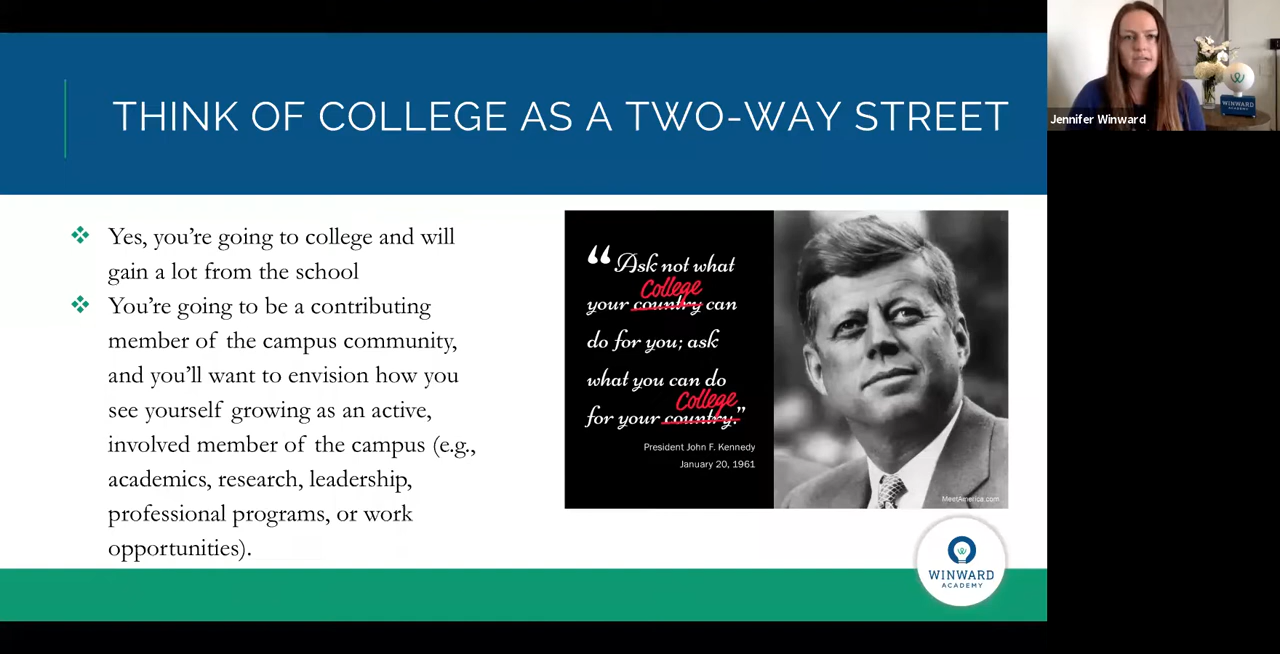 THINK OF COLLEGE AS A TWO-WAY STREET
Jennifer Winward
WINWARD
ACADEMY
❖ Yes, you’re going to college and will
gain a lot from the school
❖ You’re going to be a contributing
member of the campus community,
and you’ll want to envision how you
see yourself growing as an active,
involved member of the campus (e.g.,
academics, research, leadership,
professional programs, or work
opportunities).
“Ask not what
College
your country can
do for you; ask
what you can do
College
for your country.”
President John F. Kennedy
January 20, 1961
MeetAmerica.com
WINWARD
ACADEMY